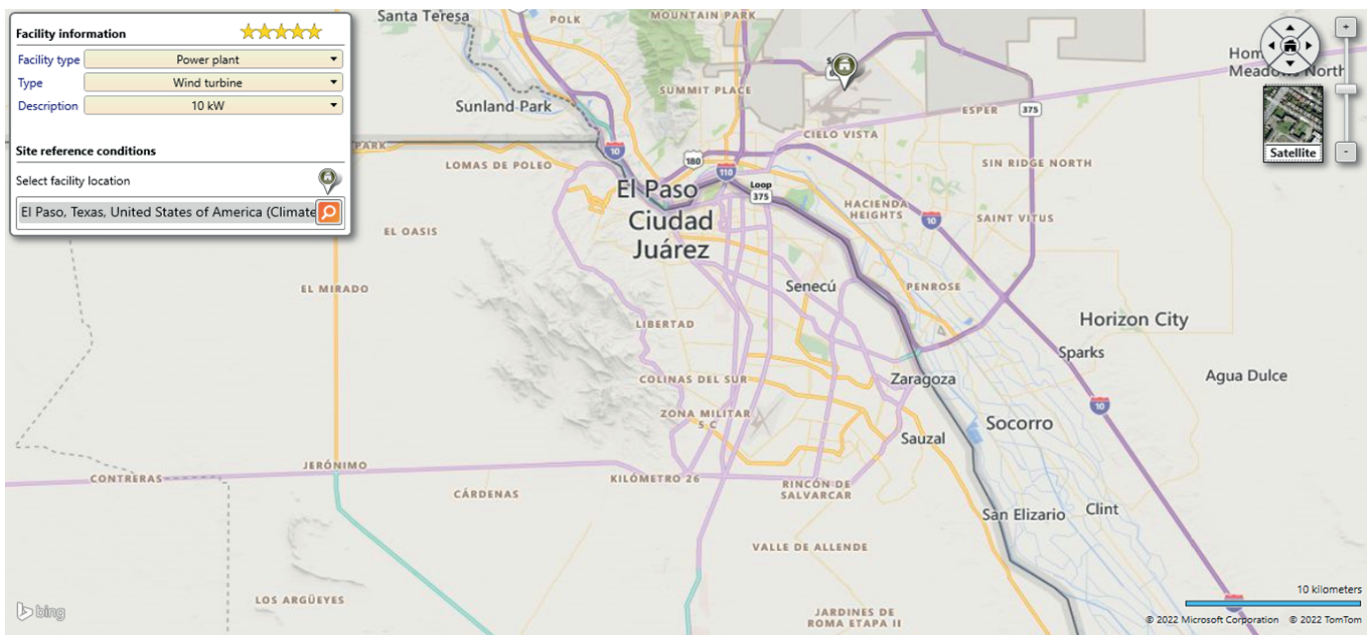 Facility information
Facility type
Power plant
Type
Wind turbine
Description
10 kW
Site reference conditions
Select facility location
El Paso, Texas, United States of America (Climate
Santa Teresa
POLK
MOUNTAIN PARK
SUMMIT PLACE
Sunland Park
PARK
10
LOMAS DE POLEO
180
110
Loop
375
El Paso
Ciudad
Juárez
CIELO VISTA
ESPER
375
SIN RIDGE NORTH
HACIENDA
HEIGHTS
10
SAINT VITUS
EL OASIS
EL MIRADO
Senecú
PENROSE
LIBERTAD
Horizon City
Sparks
Agua Dulce
COLINAS DEL SUR
Zaragoza
10
ZONA MILITAR
S C
Sauzal
Socorro
JERÓNIMO
CONTRERAS
KILÓMETRO 26
RINCÓN DE
SALVARCAR
CÁRDENAS
San Elizario
Clint
VALLE DE ALLENDE
LOS ARGÜEYES
JARDINES DE
ROMA ETAPA II
Meadows North
Satellite
+
-
bing
10 kilometers
© 2022 Microsoft Corporation © 2022 TomTom